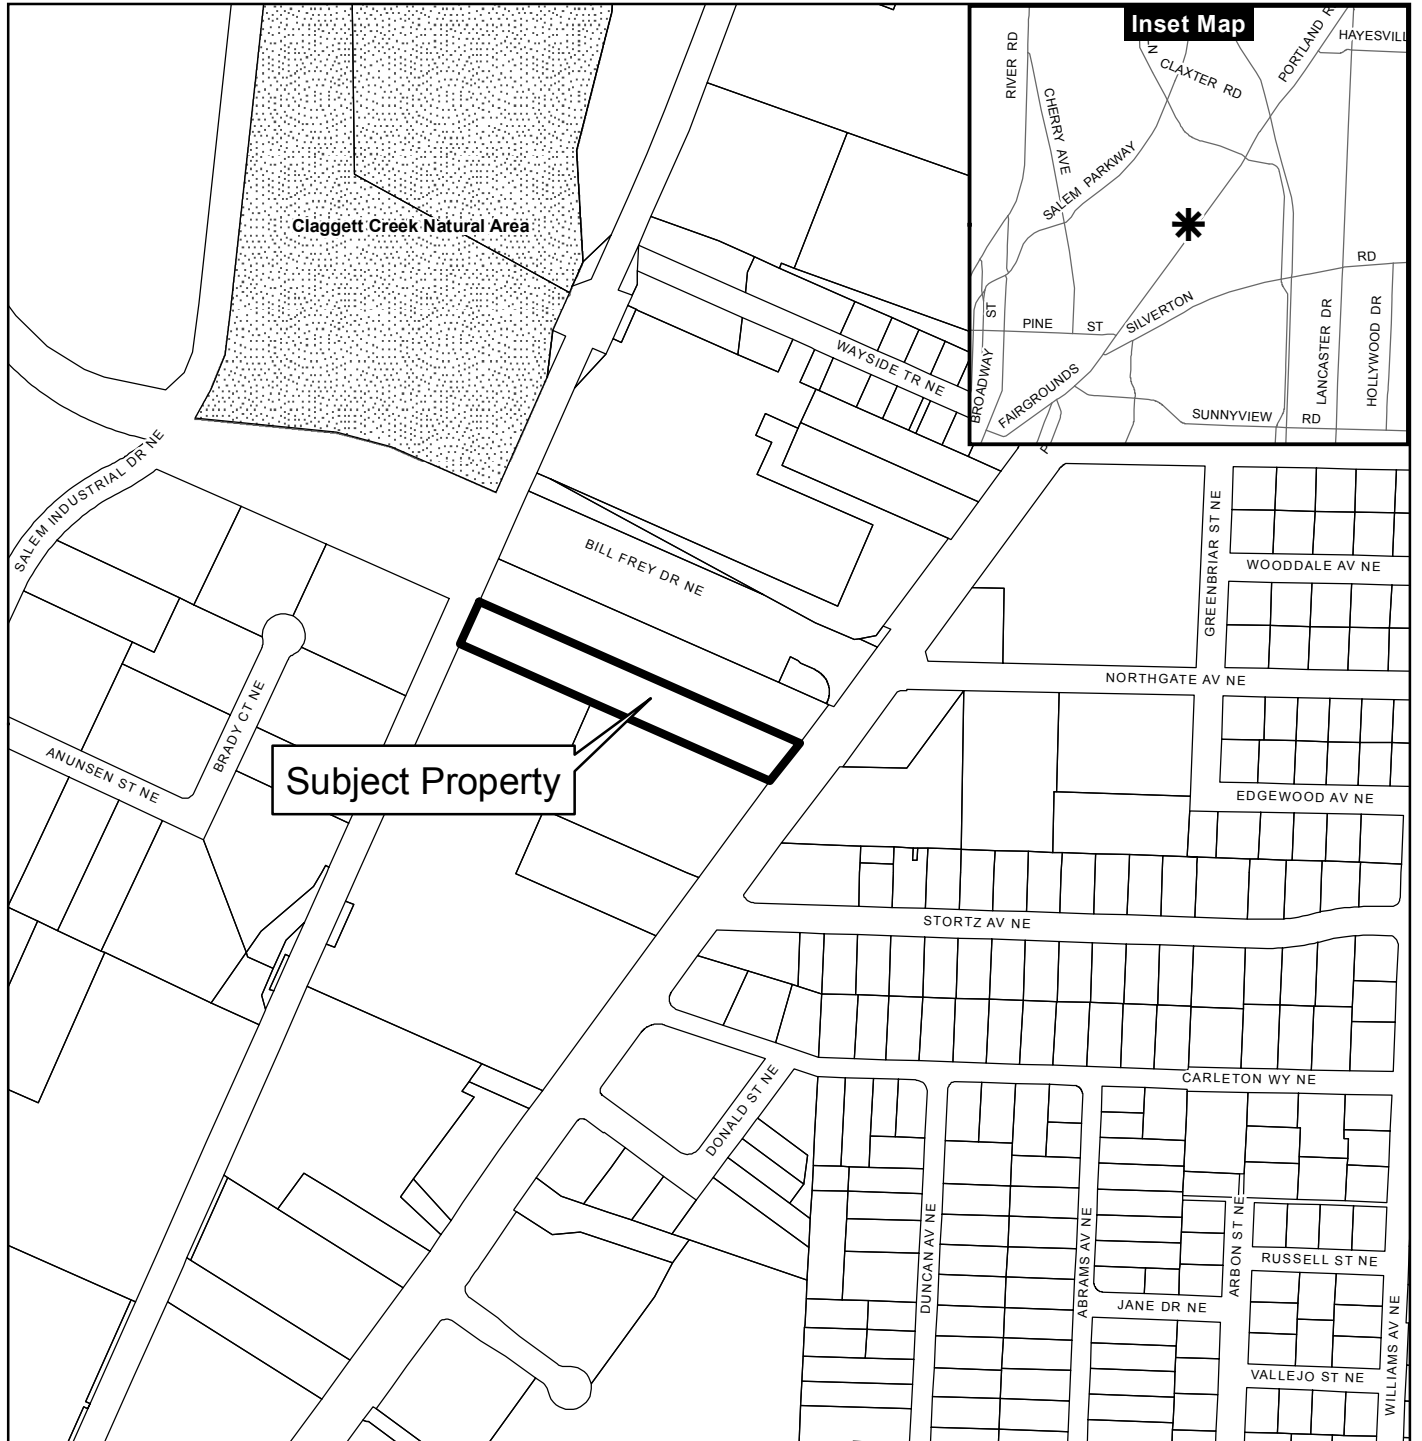 Inset Map
RIVER RD
CHERRY AVE
CLAXTER RD
PORTLAND R
HAYESVILL
SALEM PARKWAY
RD
SILVERTON
PINE ST
BROADWAY ST
FAIRGROUNDS
SUNNYVIEW RD
LANCASTER DR
HOLLYWOOD DR
Claggett Creek Natural Area
WAYSIDE TR NE
SALEM INDUSTRIAL DR NE
BILL FREY DR NE
GREENBRIAR ST NE
WOODDALE AV NE
NORTHGATE AV NE
BRADY CT NE
ANUNSEN ST NE
Subject Property
EDGEWOOD AV NE
STORTZ AV NE
CARLETON WY NE
DONALD ST NE
DUNCAN AV NE
ABRAMS AV NE
ARBON ST NE
RUSSELL ST NE
JANE DR NE
VALLEJO ST NE
WILLIAMS AV NE